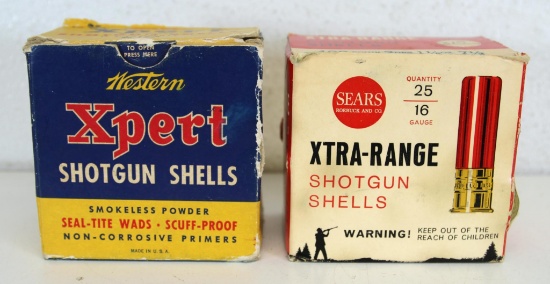 TO OPEN
PRESS HERE
Western
Xpert
SHOTGUN SHELLS
SMOKELESS POWDER
SEAL-TITE WADS • SCUFF-PROOF
NON-CORROSIVE PRIMERS
MADE IN U.S.A.
SEARS
ROEBUCK AND CO.
QUANTITY
25
16
GAUGE
XTRA-RANGE
SHOTGUN
SHELLS
WARNING! KEEP OUT OF THE
REACH OF CHILDREN